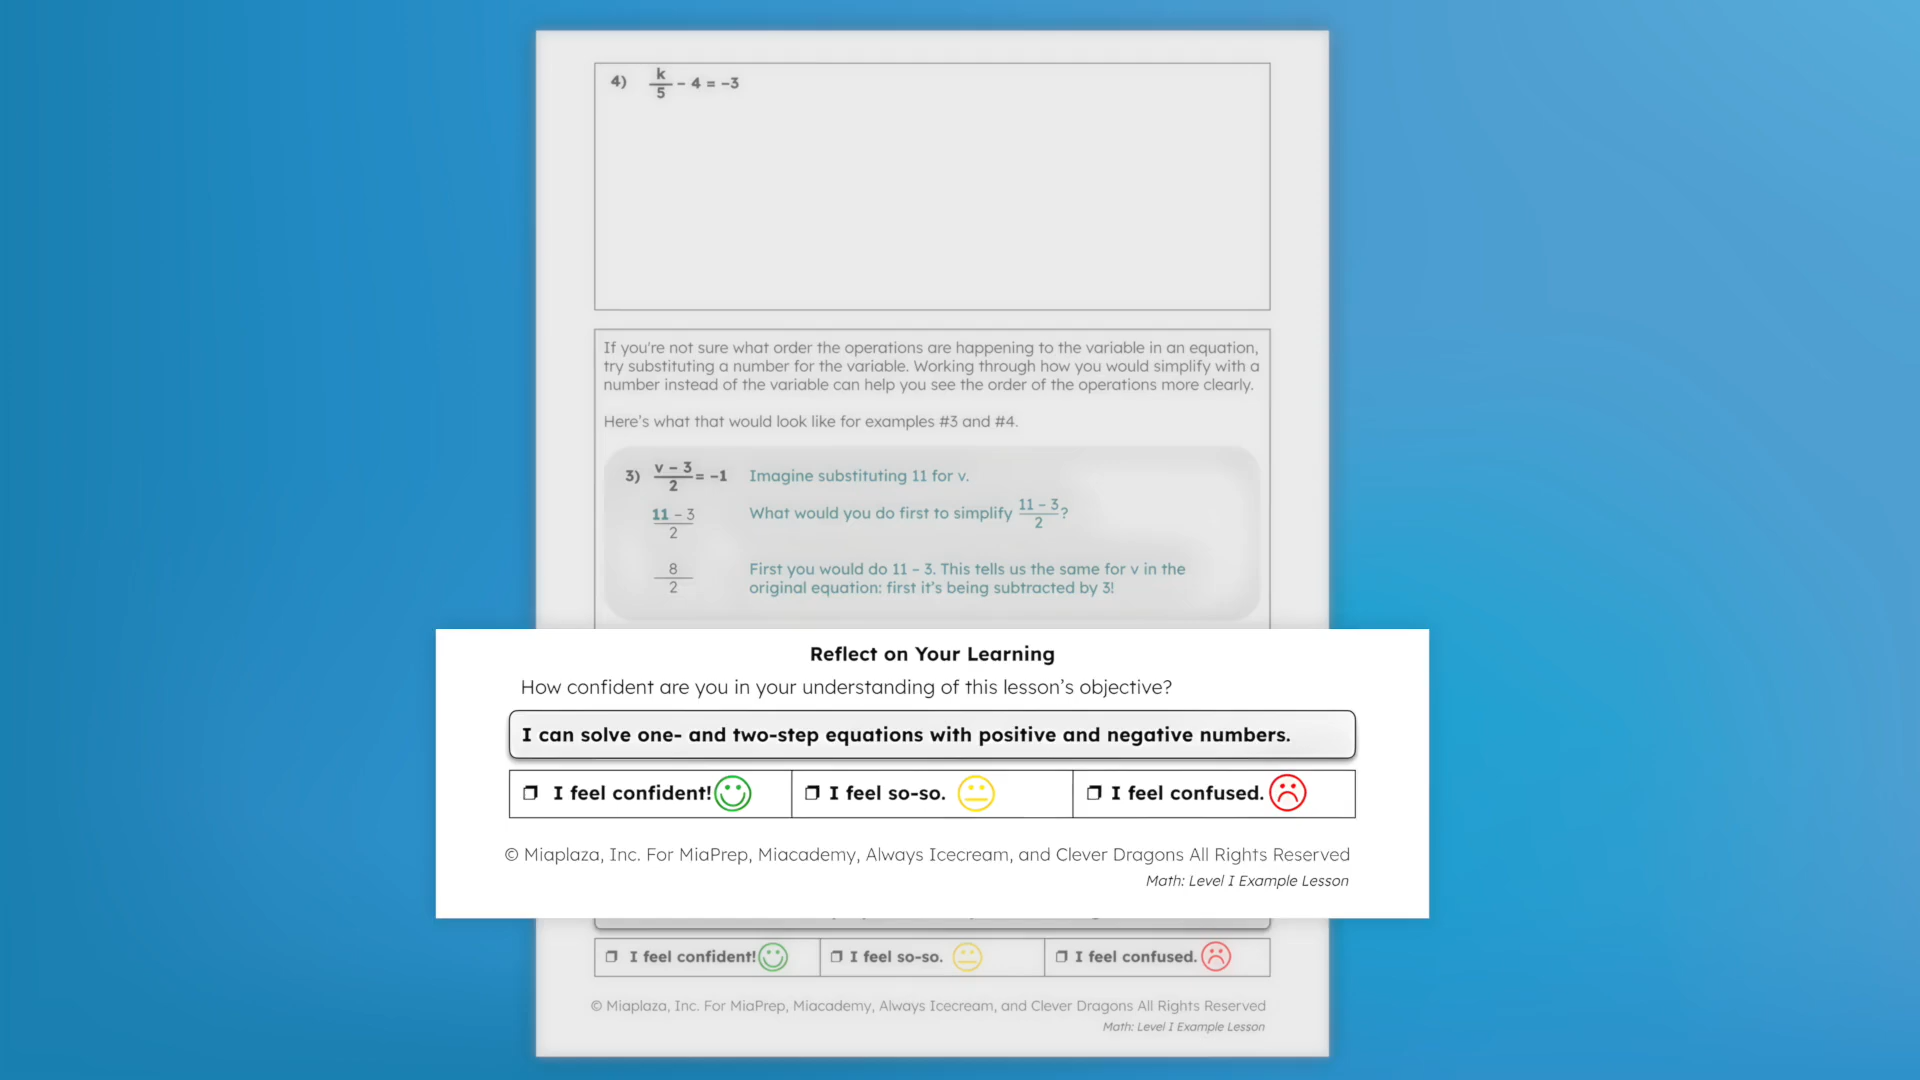 4) k/5 – 4 = –3
If you're not sure what order the operations are happening to the variable in an equation,
try substituting a number for the variable. Working through how you would simplify with a
number instead of the variable can help you see the order of the operations more clearly.
Here's what that would look like for examples #3 and #4.
3) v – 3/2 = –1 Imagine substituting 11 for v.
11 – 3/2 What would you do first to simplify 11 – 3/2?
8/2 First you would do 11 – 3. This tells us the same for v in the
original equation: first it's being subtracted by 3!
Reflect on Your Learning
How confident are you in your understanding of this lesson's objective?
I can solve one- and two-step equations with positive and negative numbers.
❐ I feel confident! ❐ I feel so-so. ❐ I feel confused.
© Miaplaza, Inc. For MiaPrep, Miacademy, Always Icecream, and Clever Dragons All Rights Reserved
Math: Level I Example Lesson
❐ I feel confident! ❐ I feel so-so. ❐ I feel confused.
© Miaplaza, Inc. For MiaPrep, Miacademy, Always Icecream, and Clever Dragons All Rights Reserved
Math: Level I Example Lesson